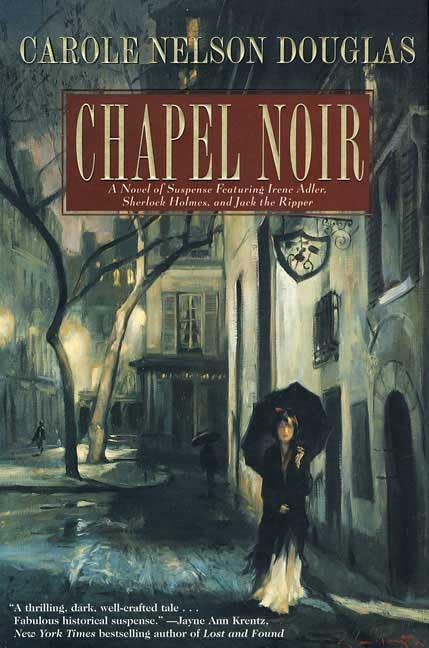 CAROLE NELSON DOUGLAS
CHAPEL NOIR
A Novel of Suspense Featuring Irene Adler,
Sherlock Holmes, and Jack the Ripper
"A thrilling, dark, well-crafted tale . . .
Fabulous historical suspense." —Jayne Ann Krentz,
New York Times bestselling author of Lost and Found